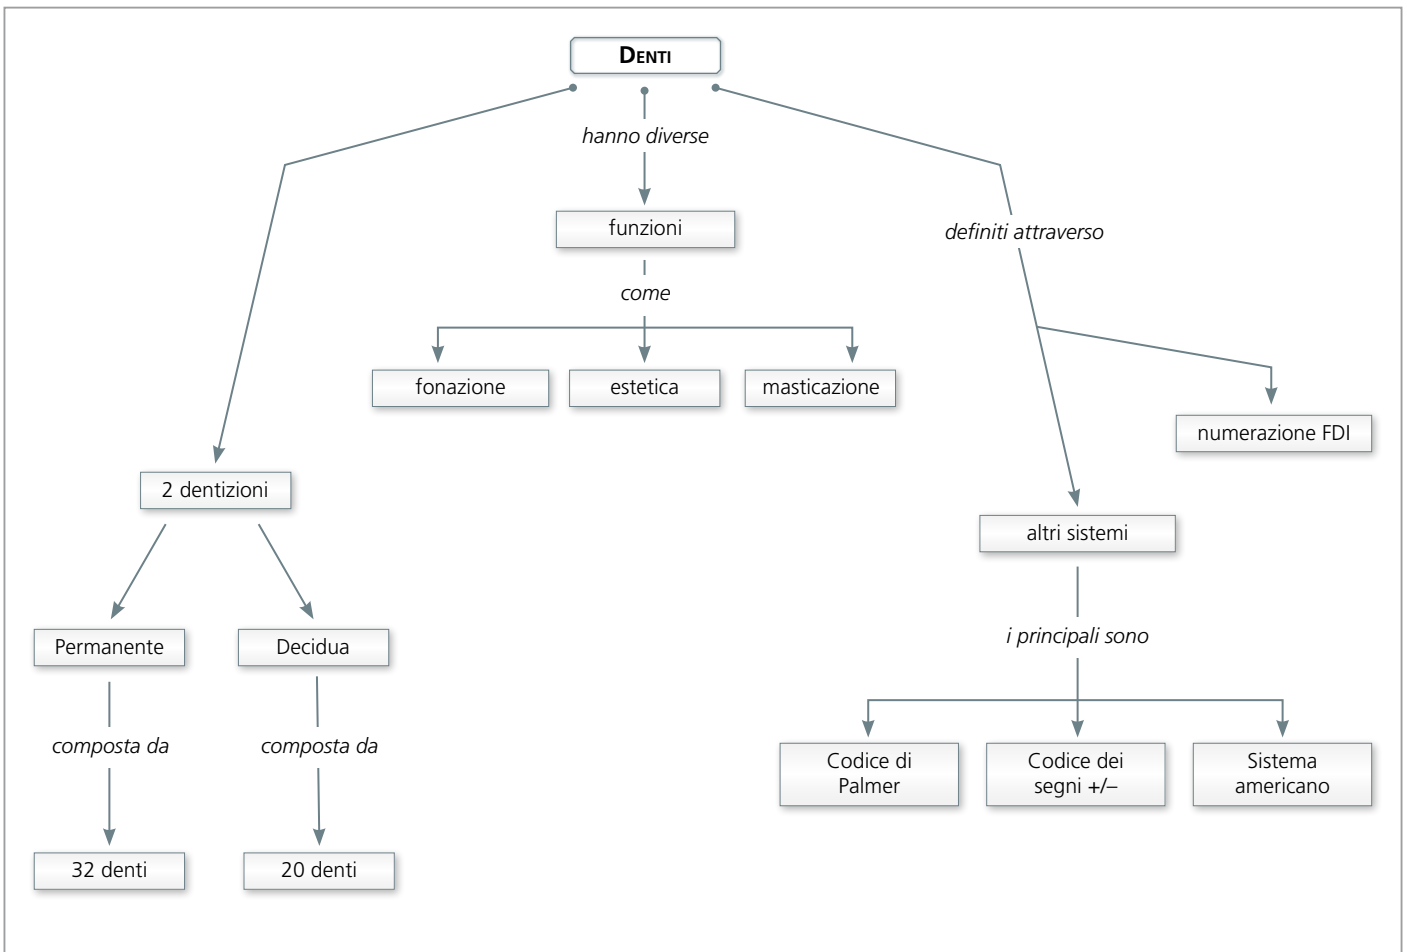 DENTI
hanno diverse
funzioni
definiti attraverso
come
fonazione
estetica
masticazione
numerazione FDI
2 dentizioni
altri sistemi
Permanente
Decidua
i principali sono
composta da
composta da
Codice di
Palmer
Codice dei
segni +/–
Sistema
americano
32 denti
20 denti